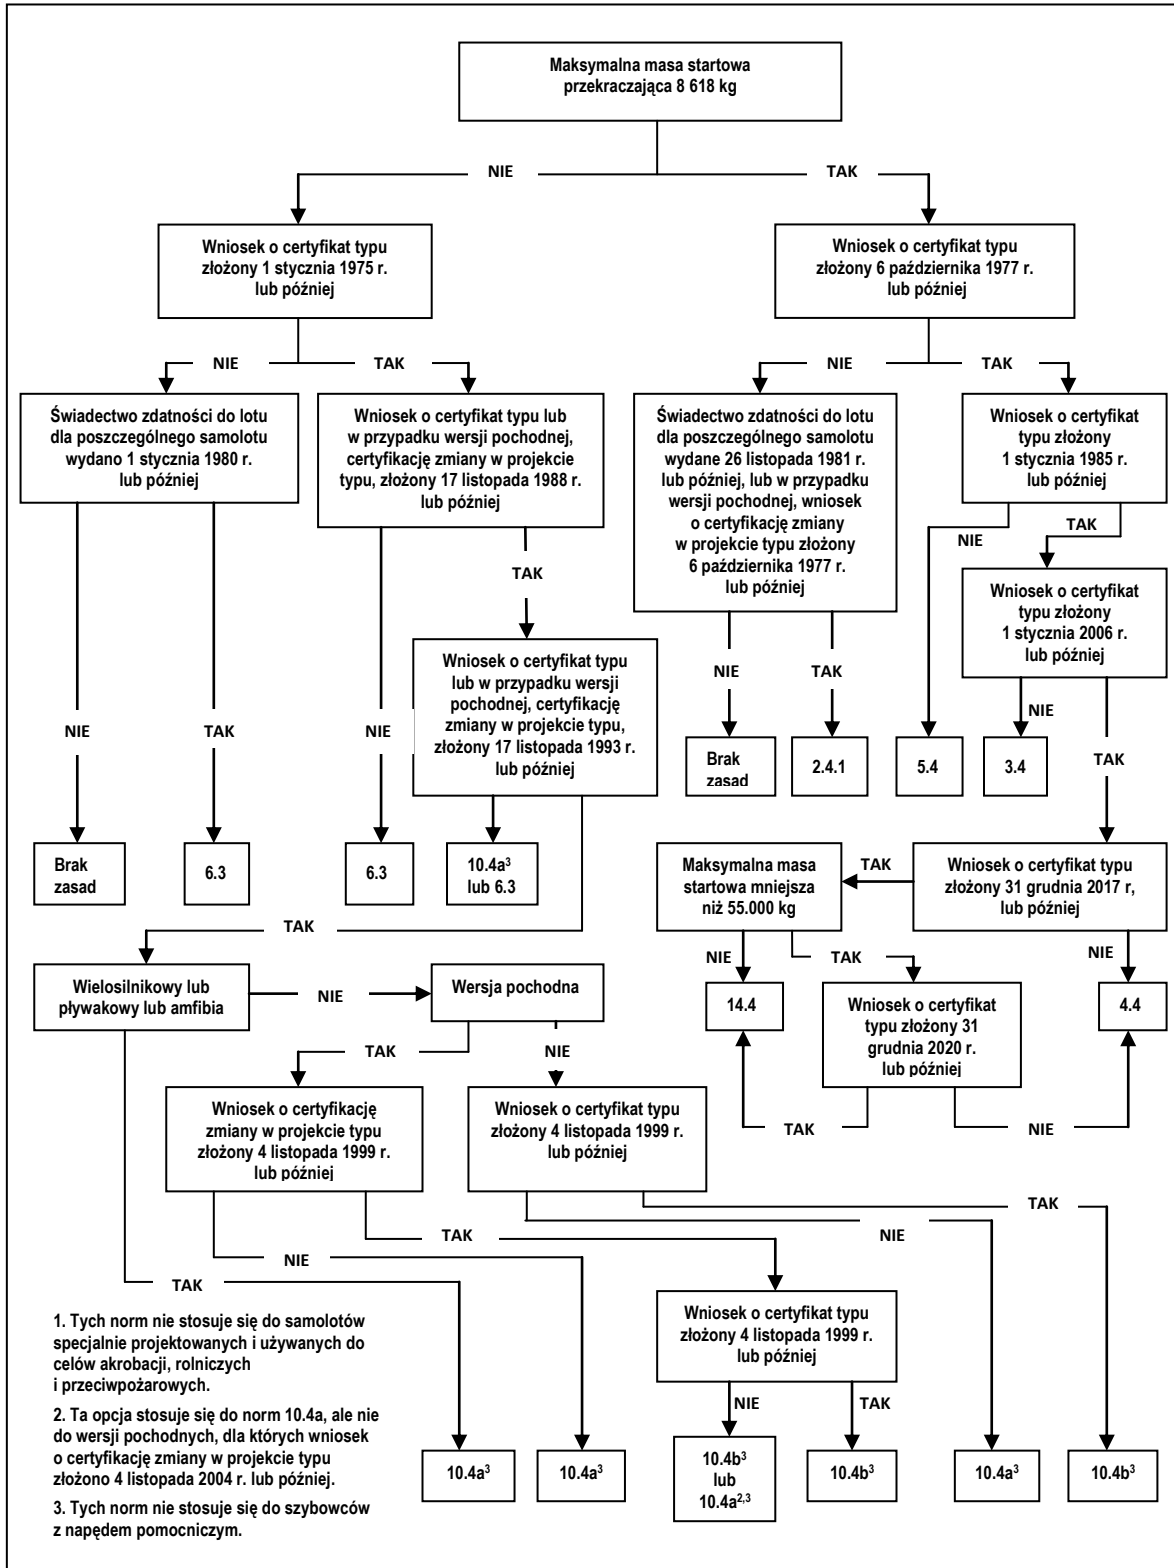 Maksymalna masa startowa
przekraczająca 8 618 kg
NIE
TAK
Wniosek o certyfikat typu
złożony 1 stycznia 1975 r.
lub później
Wniosek o certyfikat typu
złożony 6 października 1977 r.
lub później
NIE
TAK
NIE
TAK
Świadectwo zdatności do lotu
dla poszczególnego samolotu
wydano 1 stycznia 1980 r.
lub później
Wniosek o certyfikat typu lub
w przypadku wersji pochodnej,
certyfikację zmiany w projekcie
typu, złożony 17 listopada 1988 r.
lub później
Świadectwo zdatności do lotu
dla poszczególnego samolotu
wydane 26 listopada 1981 r.
lub później, lub w przypadku
wersji pochodnej, wniosek
o certyfikację zmiany
w projekcie typu złożony
6 października 1977 r.
lub później
Wniosek o certyfikat
typu złożony
1 stycznia 1985 r.
lub później
NIE
TAK
TAK
Wniosek o certyfikat
typu złożony
1 stycznia 2006 r.
lub później
Wniosek o certyfikat typu
lub w przypadku wersji
pochodnej, certyfikację
zmiany w projekcie typu,
złożony 17 listopada 1993 r.
lub później
NIE
TAK
NIE
NIE
TAK
NIE
TAK
Brak
zasad
2.4.1
5.4
3.4
Brak
zasad
6.3
6.3
10.4a³
lub 6.3
Maksymalna masa
startowa mniejsza
niż 55.000 kg
TAK
Wniosek o certyfikat typu
złożony 31 grudnia 2017 r,
lub później
TAK
NIE
TAK
NIE
Wielosilnikowy lub
pływakowy lub amfibia
NIE
Wersja pochodna
14.4
Wniosek o certyfikat
typu złożony 31
grudnia 2020 r.
lub później
4.4
TAK
NIE
Wniosek o certyfikację
zmiany w projekcie typu
złożony 4 listopada 1999 r.
lub później
Wniosek o certyfikat typu
złożony 4 listopada 1999 r.
lub później
TAK
NIE
TAK
TAK
NIE
NIE
TAK
Wniosek o certyfikat typu
złożony 4 listopada 1999 r.
lub później
NIE
TAK
1. Tych norm nie stosuje się do samolotów
specjalnie projektowanych i używanych do
celów akrobacji, rolniczych
i przeciwpożarowych.
2. Ta opcja stosuje się do norm 10.4a, ale nie
do wersji pochodnych, dla których wniosek
o certyfikację zmiany w projekcie typu
złożono 4 listopada 2004 r. lub później.
3. Tych norm nie stosuje się do szybowców
z napędem pomocniczym.
10.4a³
10.4a³
10.4b³
lub
10.4a²,³
10.4b³
10.4a³
10.4b³